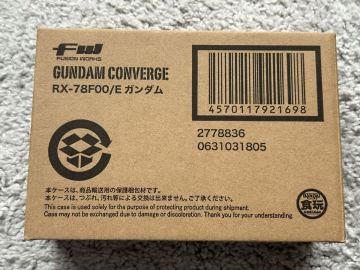 FW
FUSION WORKS
GUNDAM CONVERGE
RX-78F00/E ガンダム
4570117921698
2778836
0631031805
本ケースは、商品輸送用の保護梱包材です。
本ケースへ、つぶれ、汚れ等による交換は出来ません。ご了承ください。
This case is used solely for the purpose of protecting product during shipment.
Case may not be exchanged due to damage in transit. Thank you for your understanding.
BANDAI
食玩